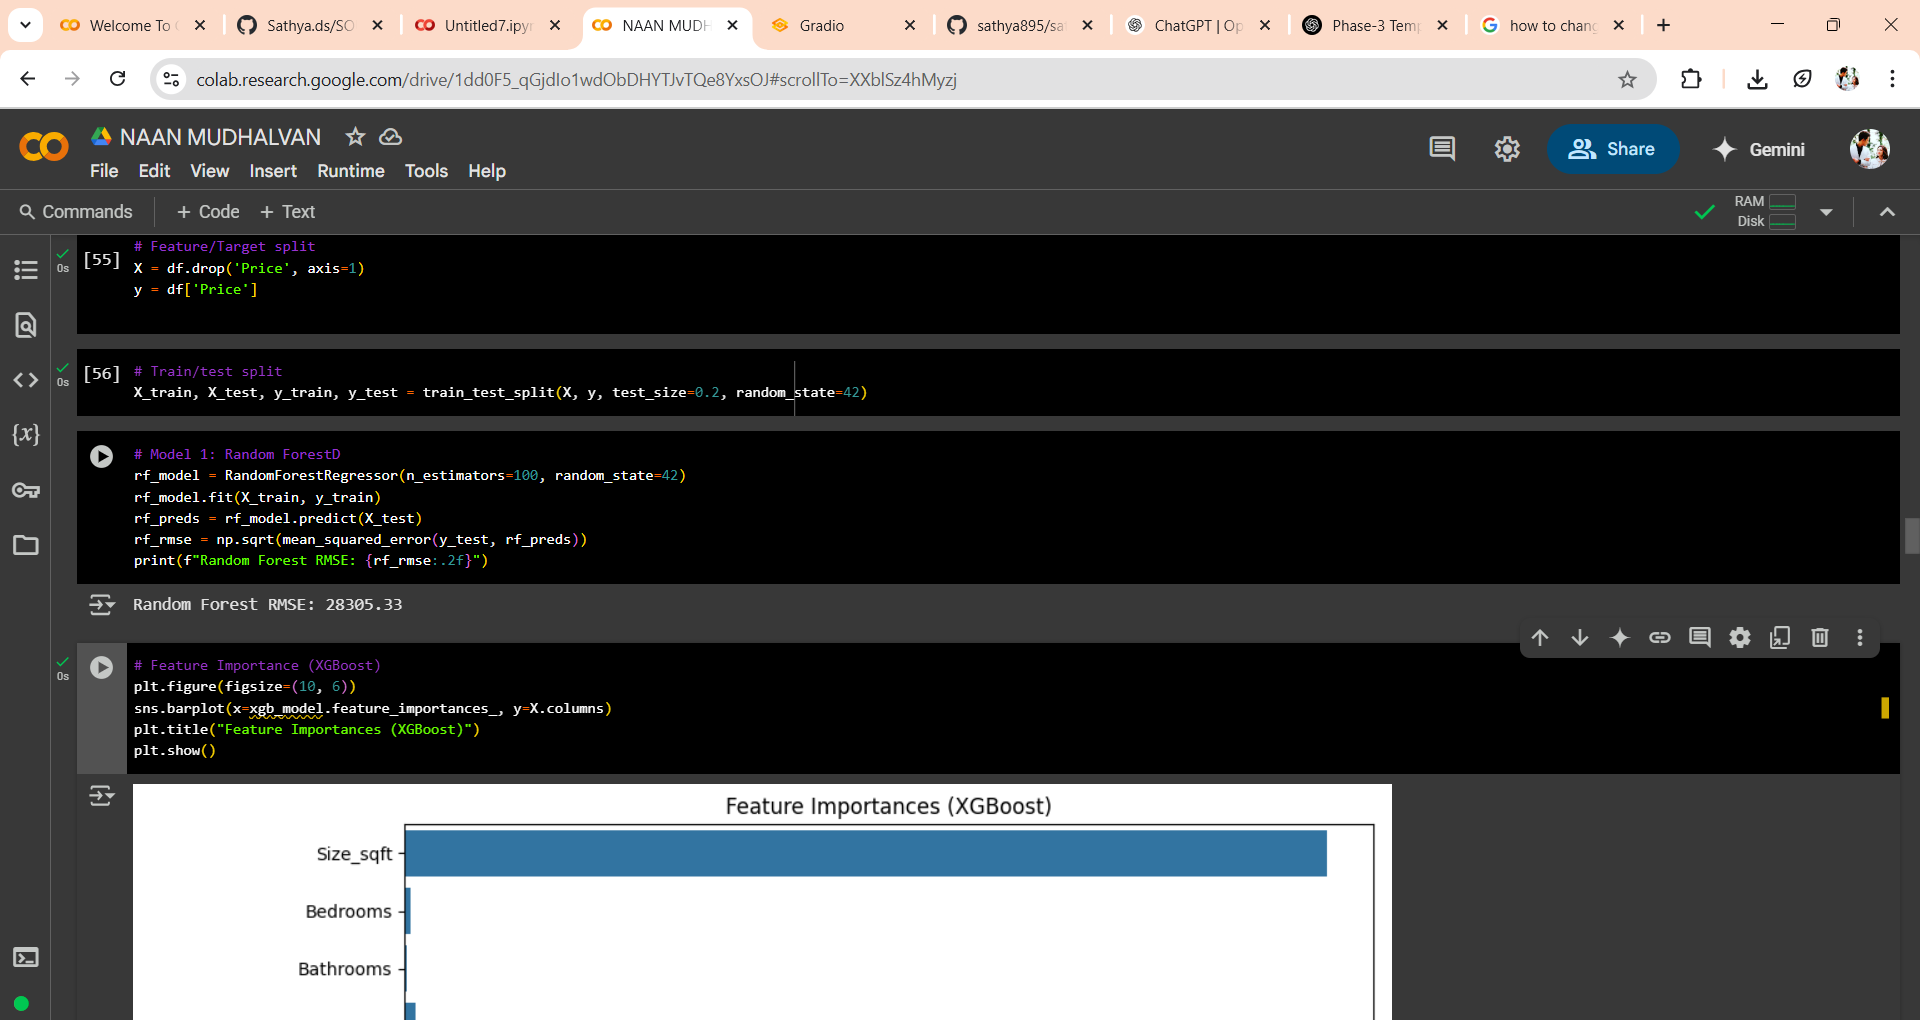 Welcome To
Sathya.ds/SO
Untitled7.ipyn
NAAN MUDH
Gradio
sathya895/sa
ChatGPT | Op
Phase-3 Temp
how to chang
colab.research.google.com/drive/1dd0F5_qGjdIo1wdObDHYTJvTQe8YxsOJ#scrollTo=XXblSz4hMyzj
CO
NAAN MUDHALVAN
File Edit View Insert Runtime Tools Help
Share
Gemini
Commands
+ Code
+ Text
RAM
Disk
0s
[55]
# Feature/Target split
X = df.drop('Price', axis=1)
y = df['Price']
0s
[56]
# Train/test split
X_train, X_test, y_train, y_test = train_test_split(X, y, test_size=0.2, random_state=42)
# Model 1: Random ForestD
rf_model = RandomForestRegressor(n_estimators=100, random_state=42)
rf_model.fit(X_train, y_train)
rf_preds = rf_model.predict(X_test)
rf_rmse = np.sqrt(mean_squared_error(y_test, rf_preds))
print(f"Random Forest RMSE: {rf_rmse:.2f}")
Random Forest RMSE: 28305.33
0s
# Feature Importance (XGBoost)
plt.figure(figsize=(10, 6))
sns.barplot(x=xgb_model.feature_importances_, y=X.columns)
plt.title("Feature Importances (XGBoost)")
plt.show()
Feature Importances (XGBoost)
Size_sqft
Bedrooms
Bathrooms
{x}